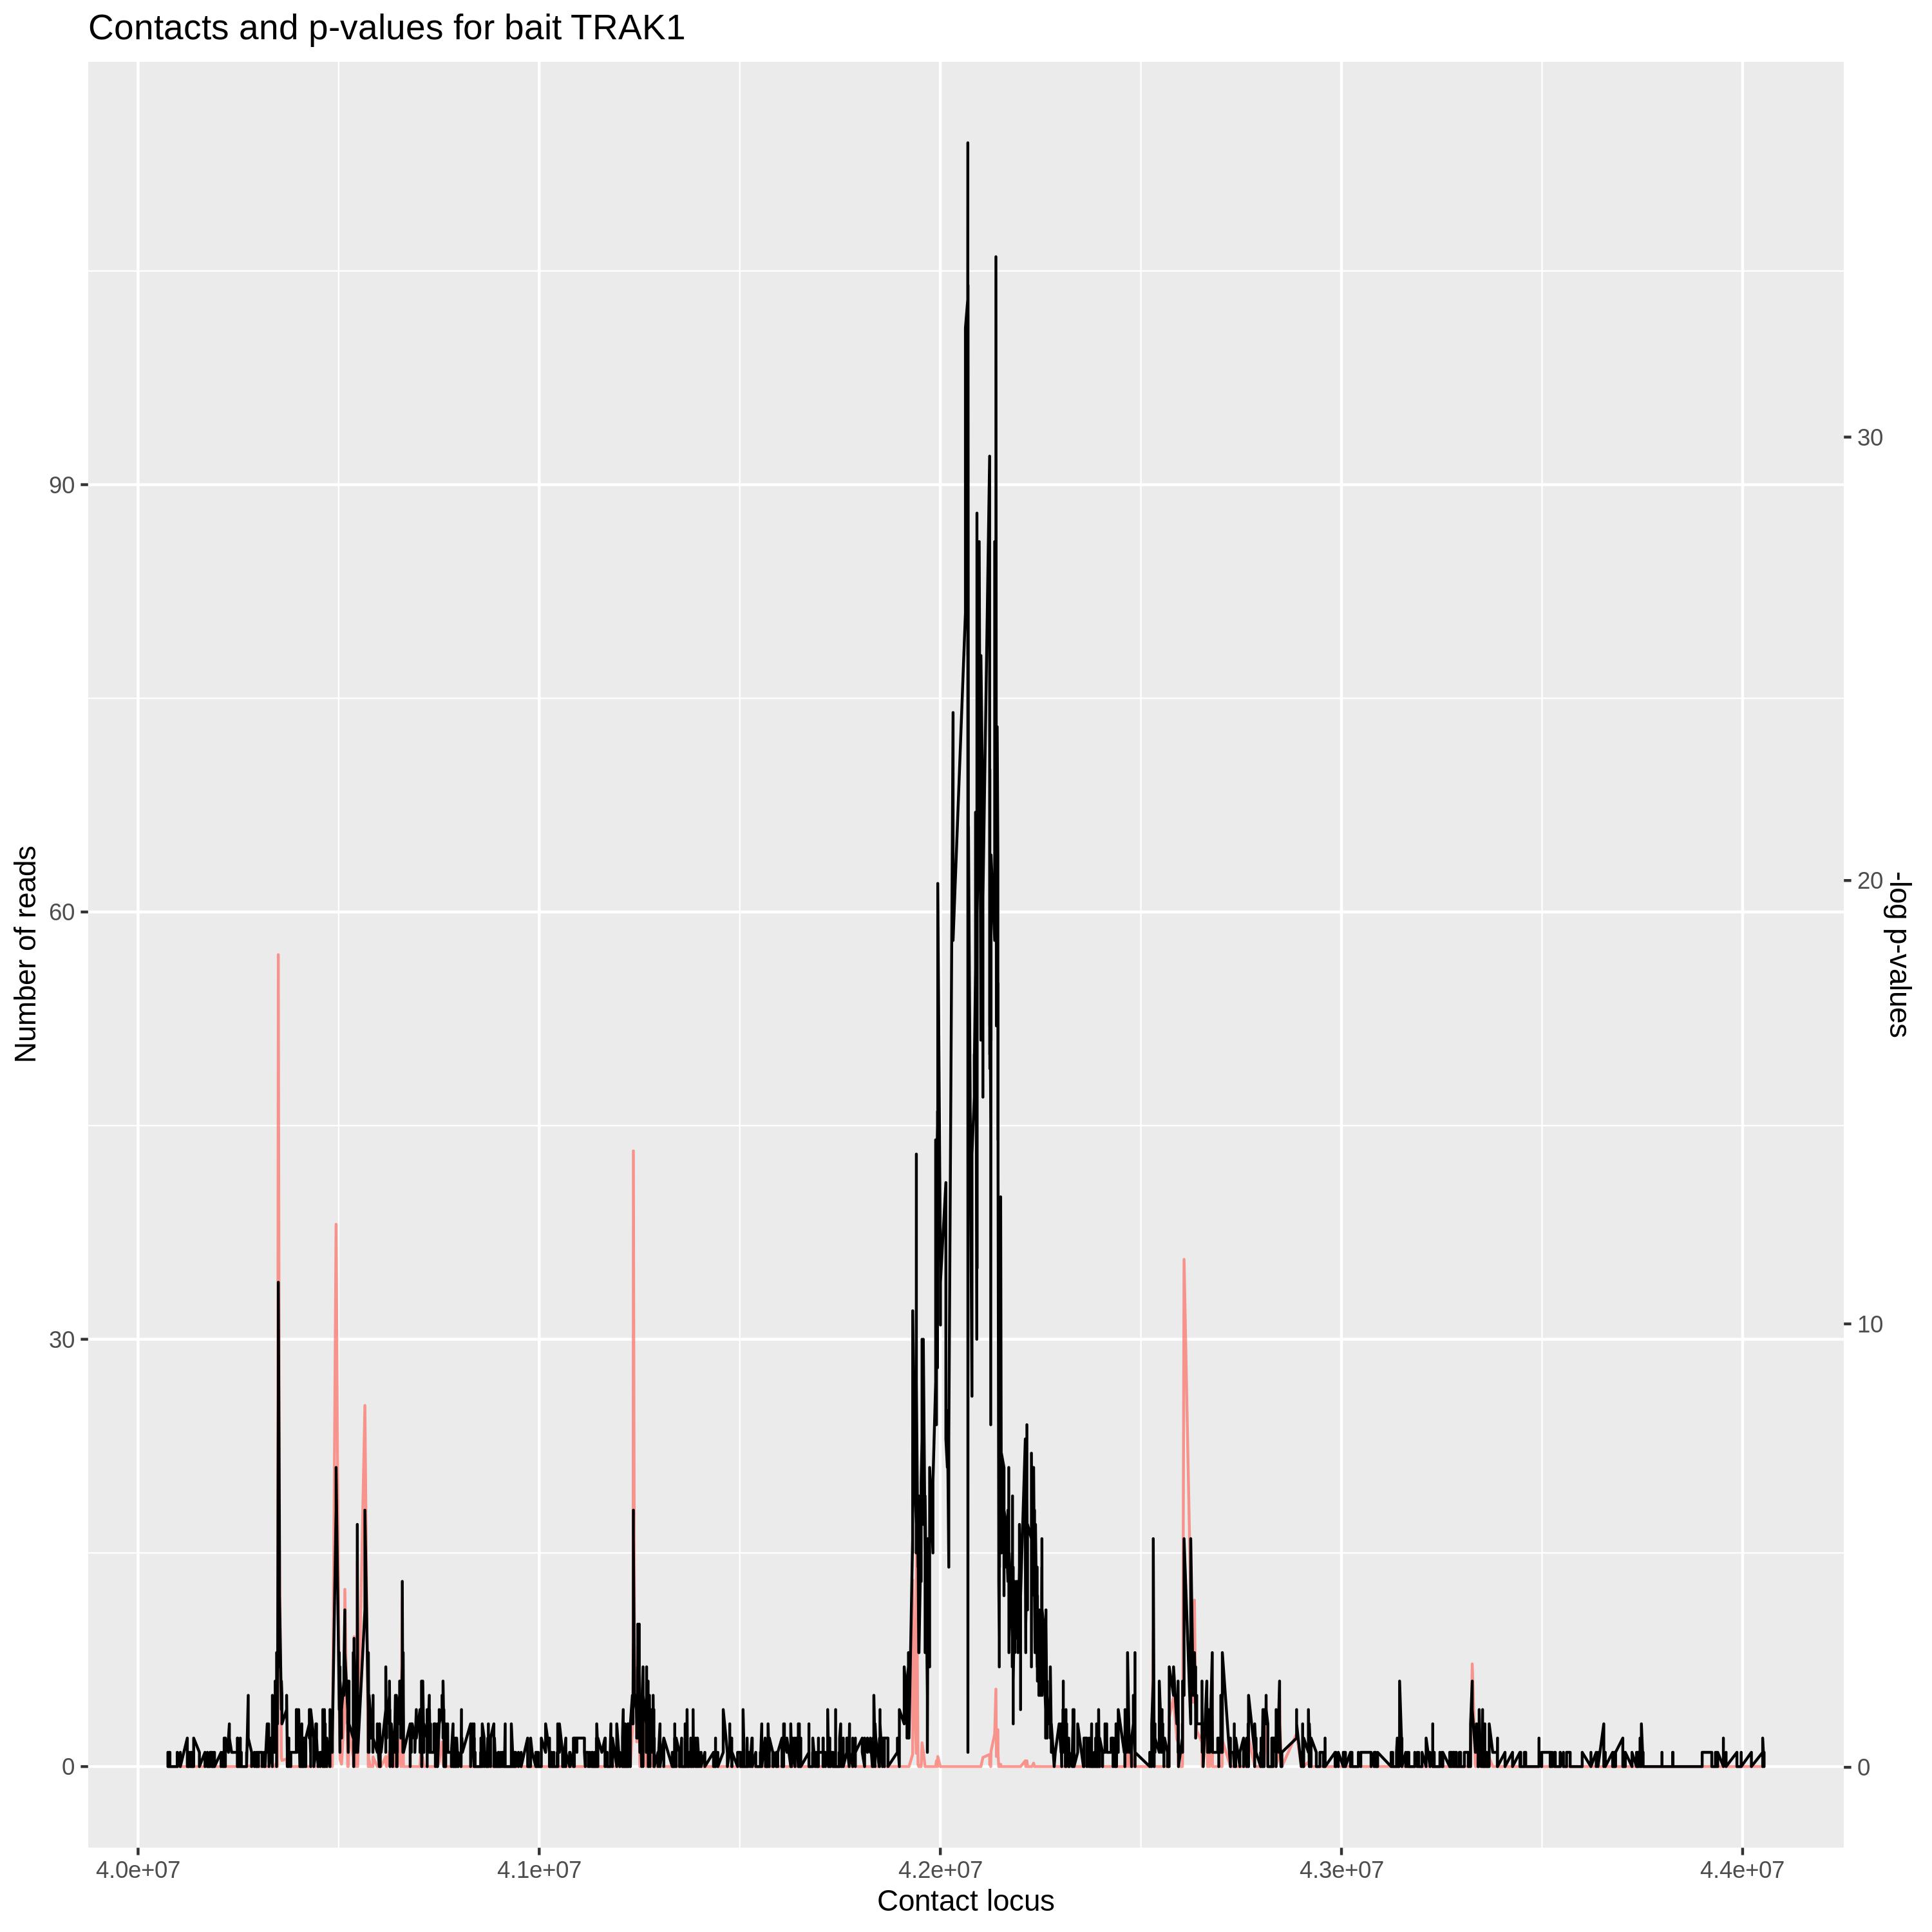 Contacts and p-values for bait TRAK1
90
60
30
0
Number of reads
30
20
10
0
-log p-values
4.0e+07
4.1e+07
4.2e+07
4.3e+07
4.4e+07
Contact locus